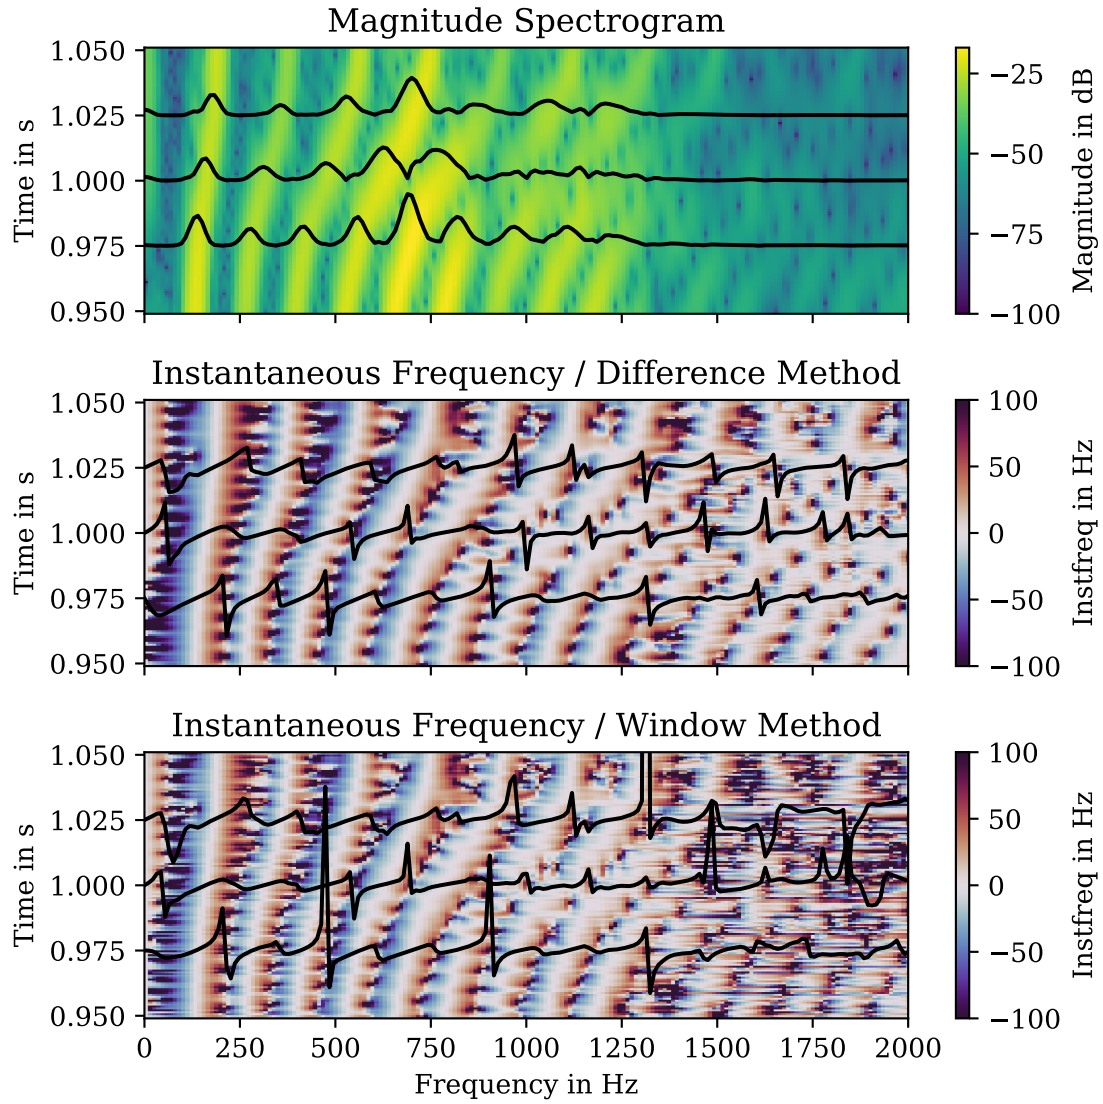 Magnitude Spectrogram
1.050
1.025
1.000
0.975
0.950
Time in s
−25
−50
−75
−100
Magnitude in dB
Instantaneous Frequency / Difference Method
1.050
1.025
1.000
0.975
0.950
Time in s
100
50
0
−50
−100
Instfreq in Hz
Instantaneous Frequency / Window Method
1.050
1.025
1.000
0.975
0.950
Time in s
0 250 500 750 1000 1250 1500 1750 2000
Frequency in Hz
100
50
0
−50
−100
Instfreq in Hz